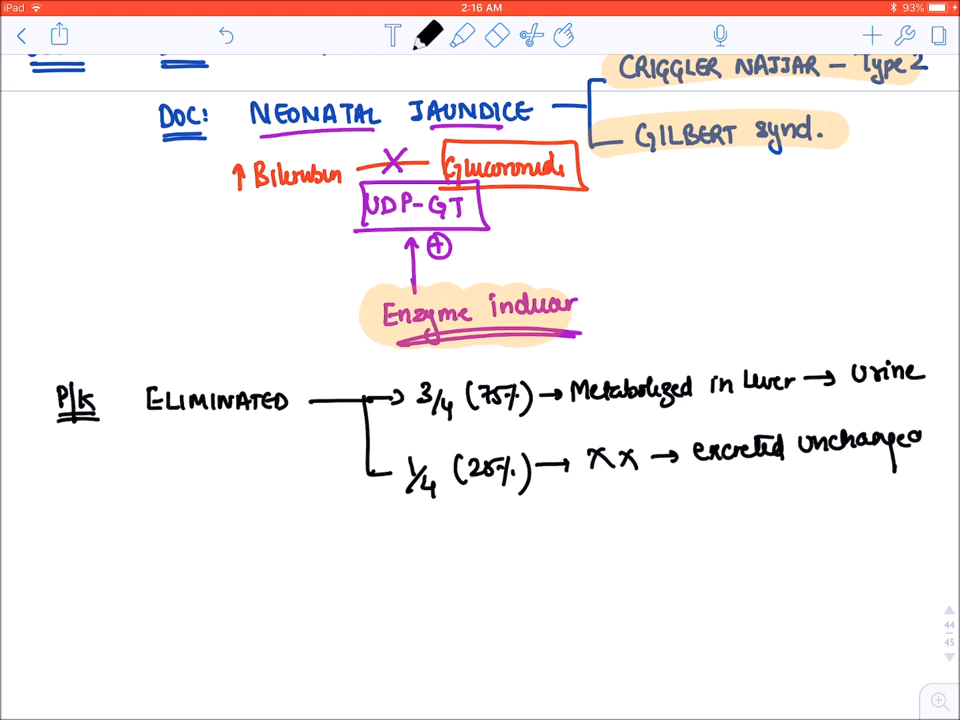 iPad 2:16 AM 93%
T
CRIGGLER NAJJAR – Type 2
DOC: NEONATAL JAUNDICE
GILBERT synd.
↑ Bilirubin X Glucoronide
UDP-GT
+
Enzyme inducer
P/K ELIMINATED → 3/4 (75%) → Metabolized in liver → Urine
1/4 (25%) → XX → excreted unchanged
44
45